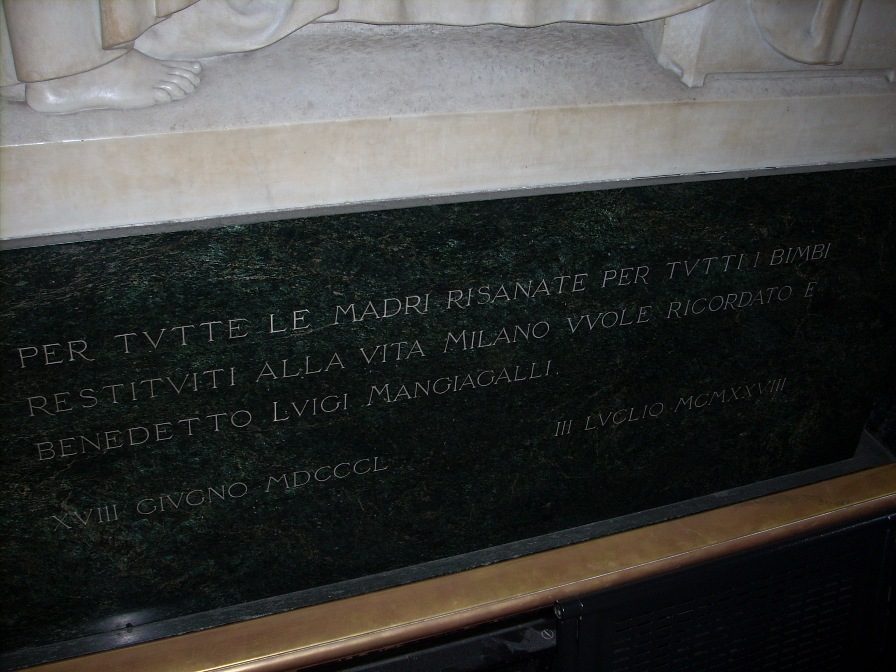 PER TVTTE LE MADRI RISANATE PER TVTTI I BIMBI
RESTITVITI ALLA VITA MILANO VVOLE RICORDATO E
BENEDETTO LVIGI MANGIAGALLI.
XVIII GIVGNO MDCCCL
III LVGLIO MCMXXVIII